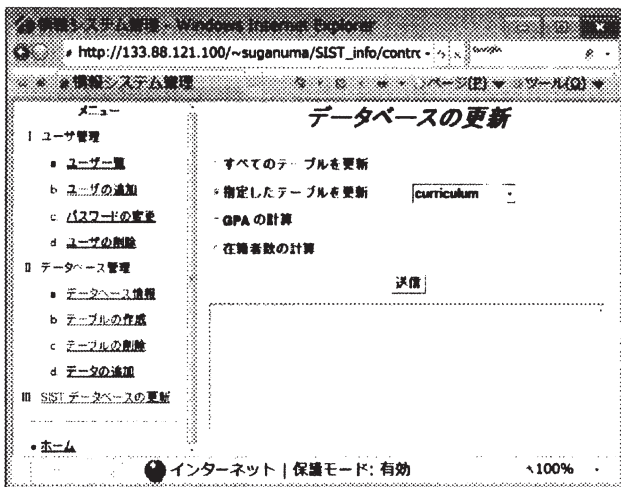 情報システム管理 - Windows Internet Explorer
http://133.88.121.100/~suganuma/SIST_info/contr
Google
情報システム管理
ページ(P) ツール(O)
メニュー
I ユーザ管理
a ユーザ一覧
b ユーザの追加
c パスワードの変更
d ユーザの削除
II データベース管理
a データベース情報
b テーブルの作成
c テーブルの削除
d データの追加
III SIST データベースの更新
ホーム
データベースの更新
すべてのテーブルを更新
指定したテーブルを更新 curriculum
GPA の計算
在籍者数の計算
送信
インターネット | 保護モード: 有効 100%